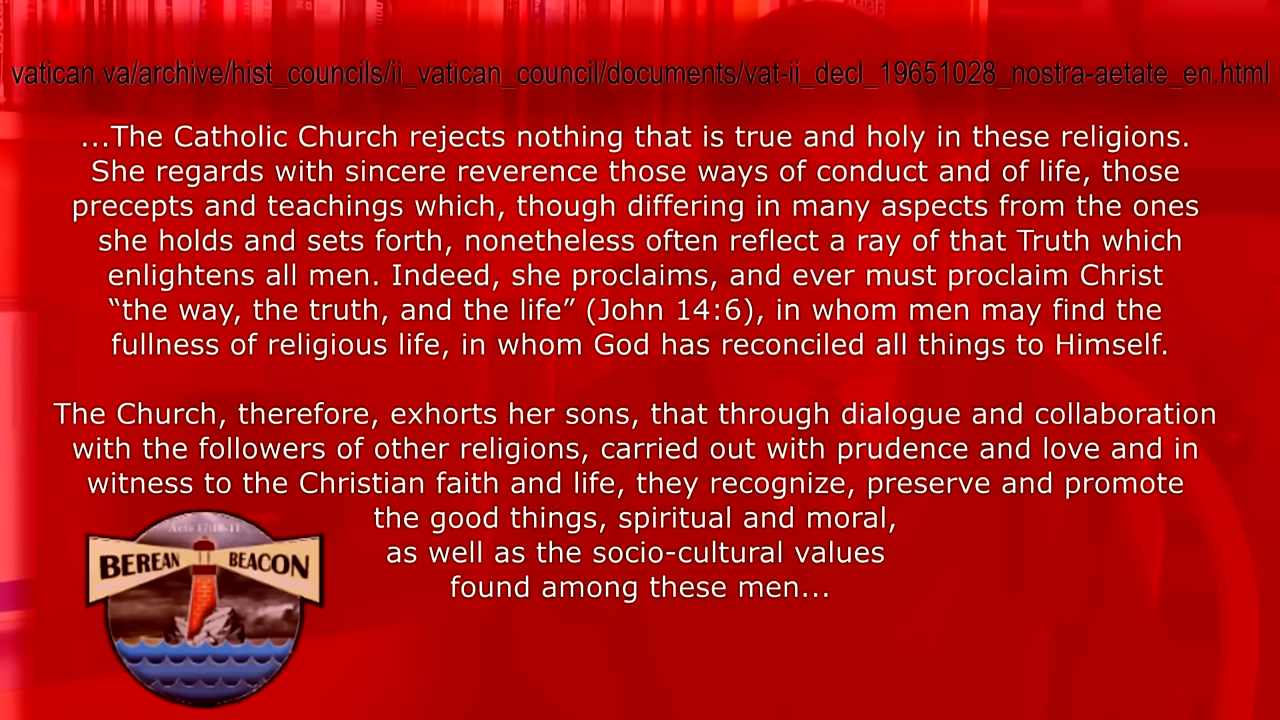 vatican.va/archive/hist_councils/ii_vatican_council/documents/vat-ii_decl_19651028_nostra-aetate_en.html
...The Catholic Church rejects nothing that is true and holy in these religions.
She regards with sincere reverence those ways of conduct and of life, those
precepts and teachings which, though differing in many aspects from the ones
she holds and sets forth, nonetheless often reflect a ray of that Truth which
enlightens all men. Indeed, she proclaims, and ever must proclaim Christ
“the way, the truth, and the life” (John 14:6), in whom men may find the
fullness of religious life, in whom God has reconciled all things to Himself.
The Church, therefore, exhorts her sons, that through dialogue and collaboration
with the followers of other religions, carried out with prudence and love and in
witness to the Christian faith and life, they recognize, preserve and promote
the good things, spiritual and moral,
as well as the socio-cultural values
found among these men...
Acts 17:10-11
BEREAN BEACON